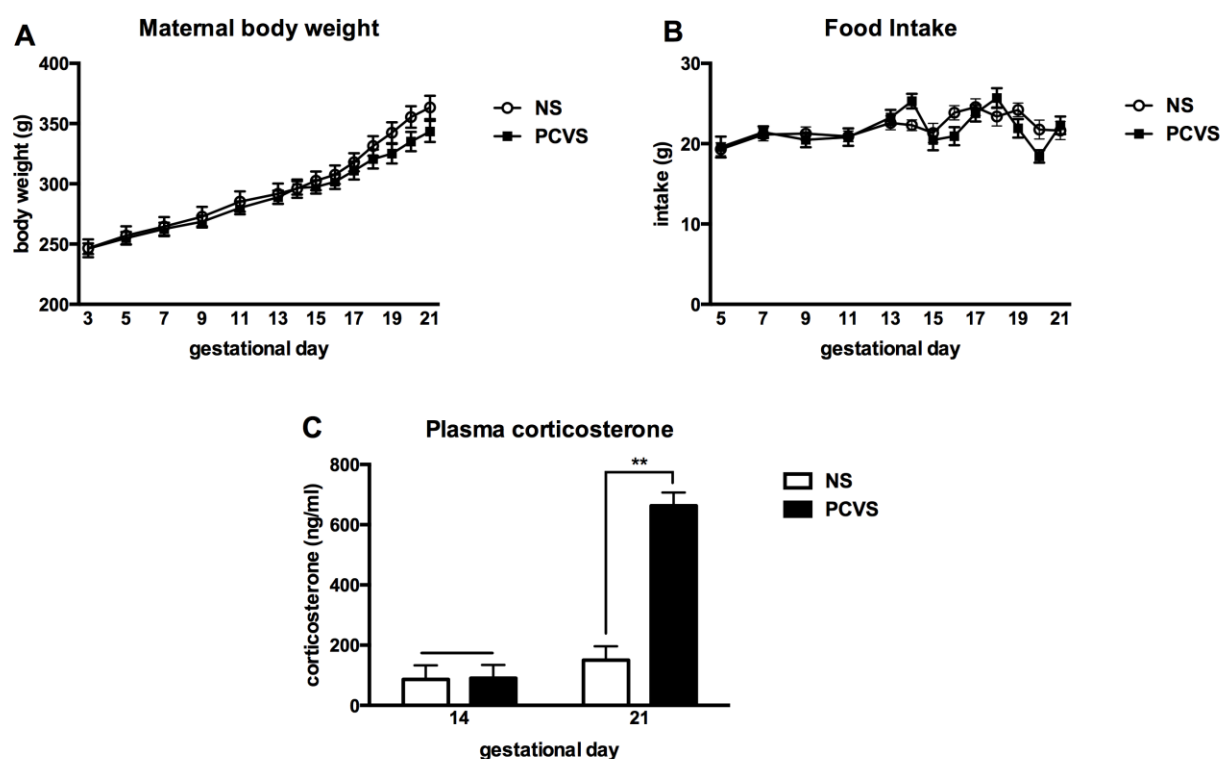 A
Maternal body weight
400
350
300
250
200
body weight (g)
3 5 7 9 11 13 15 17 19 21
gestational day
NS
PCVS
B
Food Intake
30
20
10
0
intake (g)
5 7 9 11 13 15 17 19 21
gestational day
NS
PCVS
C
Plasma corticosterone
800
600
400
200
0
corticosterone (ng/ml)
**
14 21
gestational day
NS
PCVS